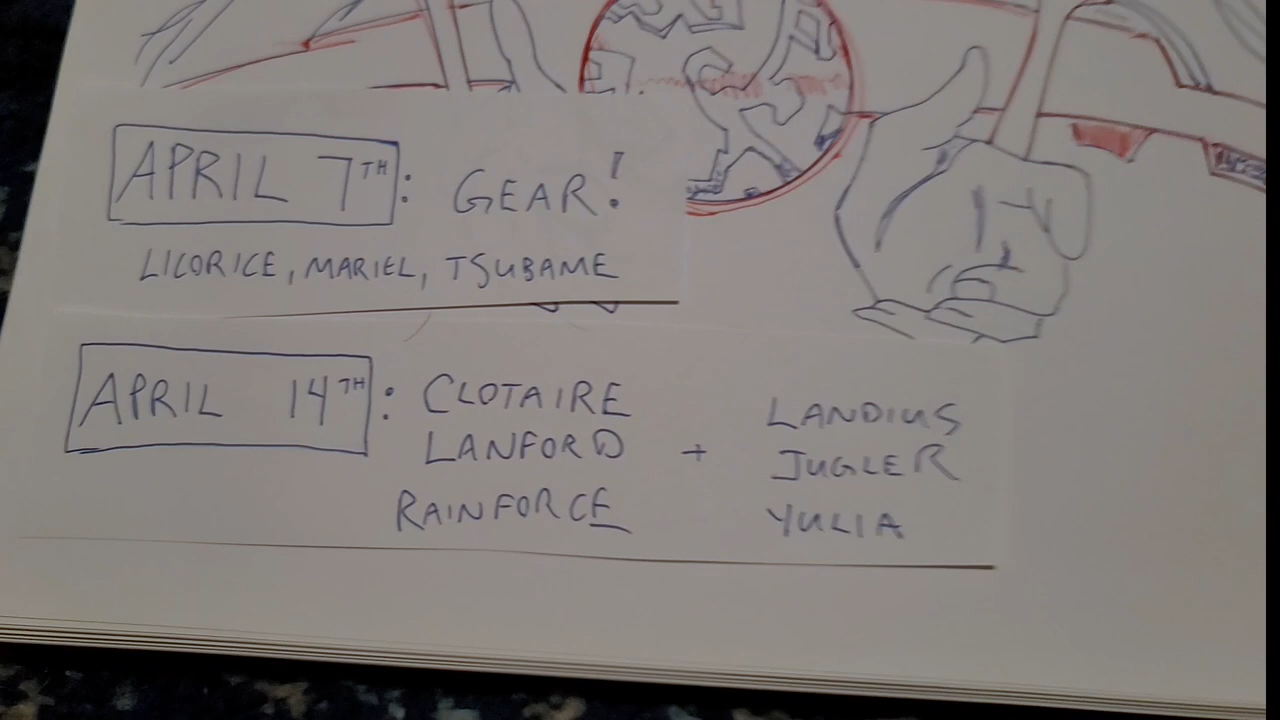 APRIL 7TH: GEAR!
LICORICE, MARIEL, TSUBAME
APRIL 14TH: CLOTAIRE
LANFORD + 
RAINFORCE
LANDIUS
JUGLER
YULIA